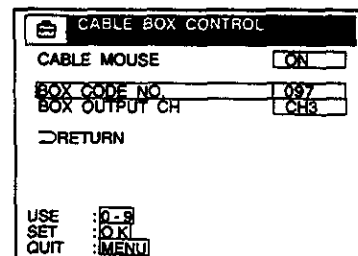 CABLE BOX CONTROL
CABLE MOUSE ON
BOX CODE NO. 097
BOX OUTPUT CH CH3
⊃RETURN
USE :0-9
SET :OK
QUIT :MENU